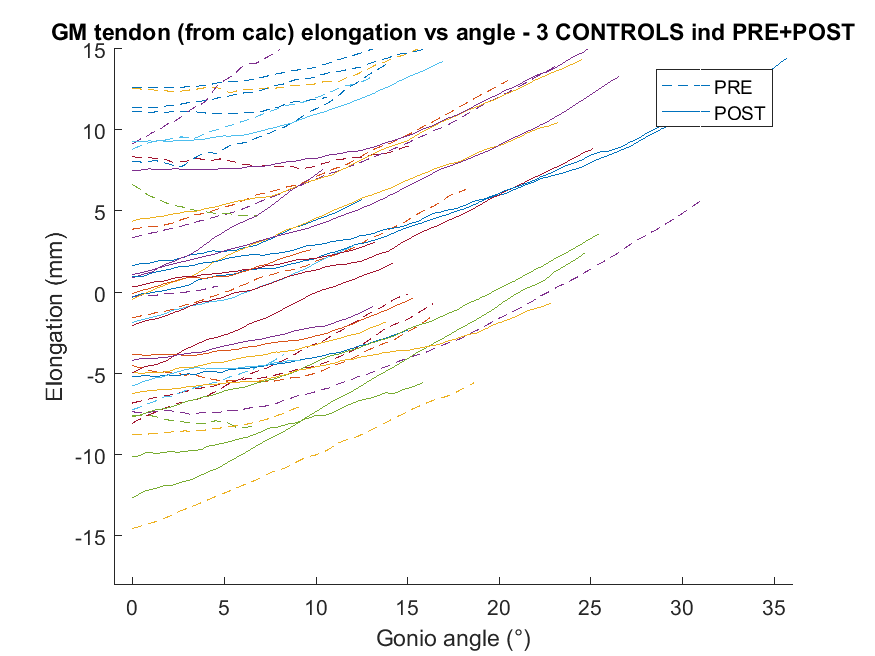 GM tendon (from calc) elongation vs angle - 3 CONTROLS ind PRE+POST
15
10
5
0
-5
-10
-15
Elongation (mm)
PRE
POST
0 5 10 15 20 25 30 35
Gonio angle (°)